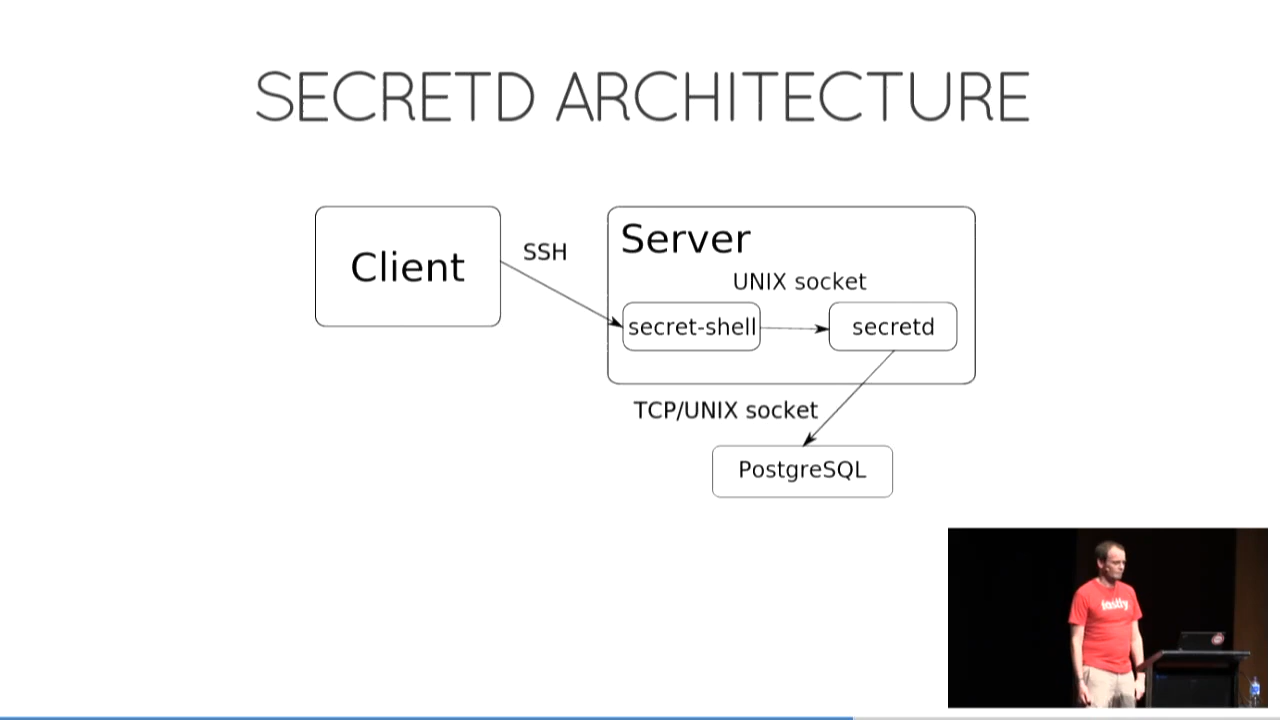 SECRETD ARCHITECTURE
Client
SSH
Server
UNIX socket
secret-shell
secretd
TCP/UNIX socket
PostgreSQL
fastly